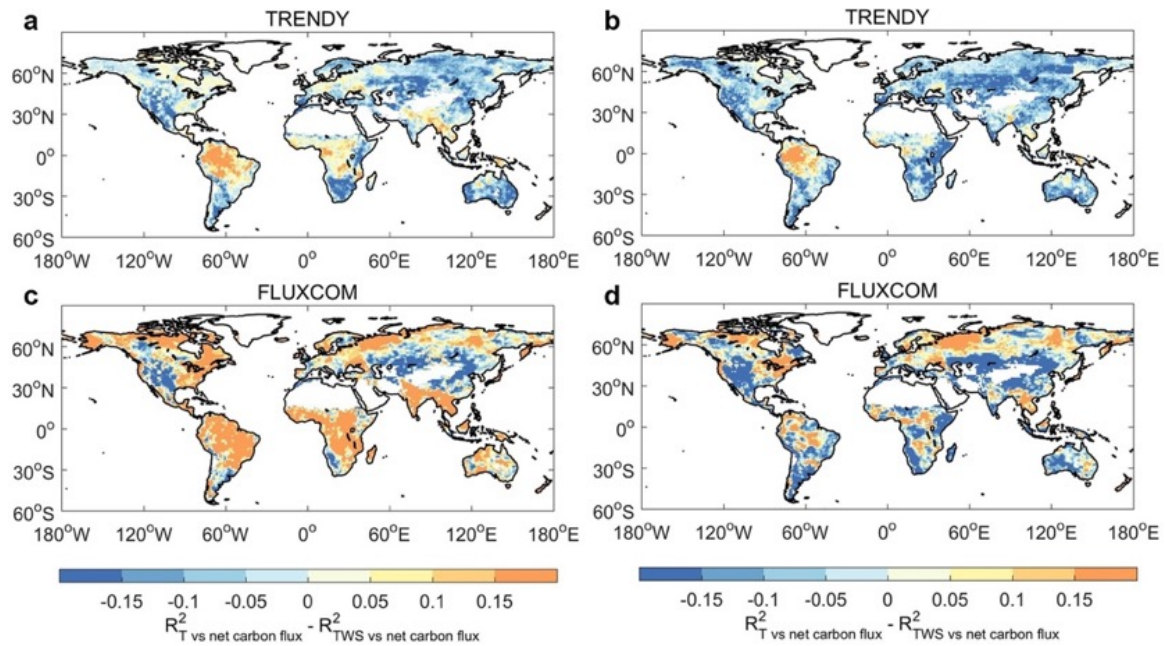 a TRENDY
60°N
30°N
0°
30°S
60°S
180°W 120°W 60°W 0° 60°E 120°E 180°E
b TRENDY
60°N
30°N
0°
30°S
60°S
180°W 120°W 60°W 0° 60°E 120°E 180°E
c FLUXCOM
60°N
30°N
0°
30°S
60°S
180°W 120°W 60°W 0° 60°E 120°E 180°E
d FLUXCOM
60°N
30°N
0°
30°S
60°S
180°W 120°W 60°W 0° 60°E 120°E 180°E
-0.15 -0.1 -0.05 0 0.05 0.1 0.15
R²T vs net carbon flux - R²TWS vs net carbon flux
-0.15 -0.1 -0.05 0 0.05 0.1 0.15
R²T vs net carbon flux - R²TWS vs net carbon flux